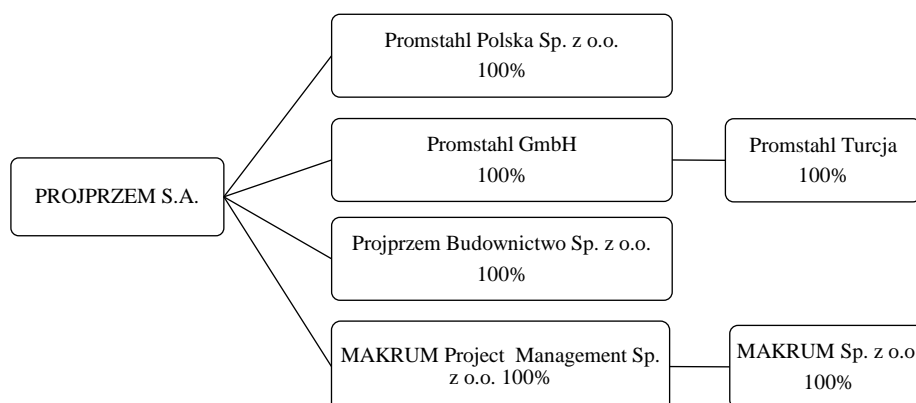 Promstahl Polska Sp. z o.o.
100%
Promstahl GmbH
100%
Promstahl Turcja
100%
PROJPRZEM S.A.
Projprzem Budownictwo Sp. z o.o.
100%
MAKRUM Project Management Sp.
z o.o. 100%
MAKRUM Sp. z o.o
100%